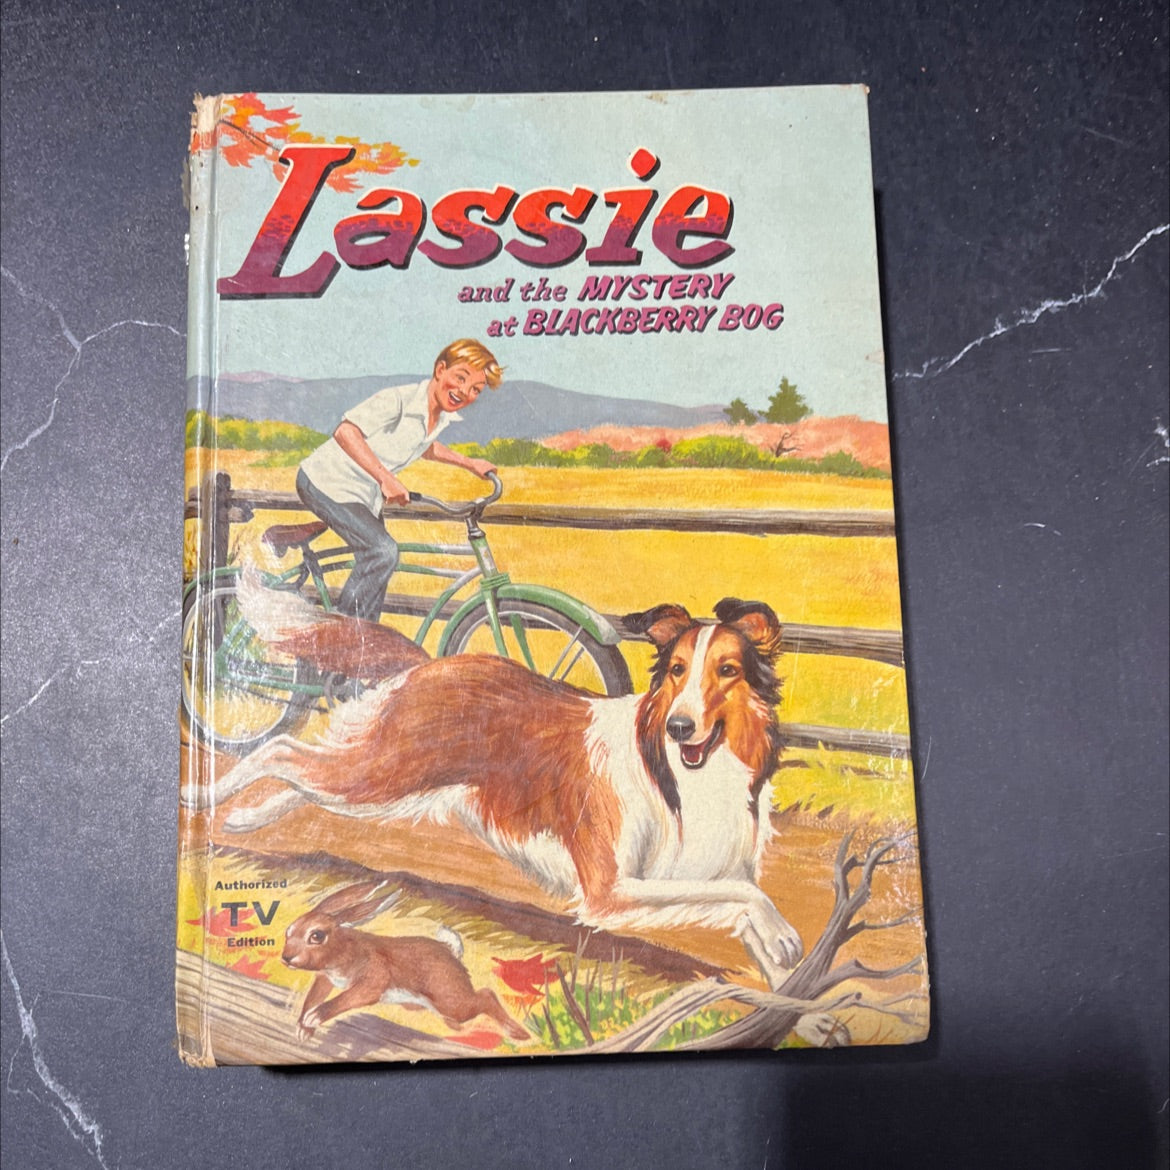 Lassie
and the MYSTERY
at BLACKBERRY BOG
Authorized
TV
Edition